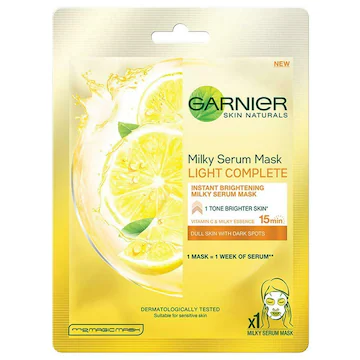 NEW
GARNIER
SKIN NATURALS
Milky Serum Mask
LIGHT COMPLETE
INSTANT BRIGHTENING
MILKY SERUM MASK
1 TONE BRIGHTER SKIN*
VITAMIN C & MILKY ESSENCE 15min
DULL SKIN WITH DARK SPOTS
1 MASK = 1 WEEK OF SERUM**
DERMATOLOGICALLY TESTED
Suitable for sensitive skin
x1
MILKY SERUM MASK